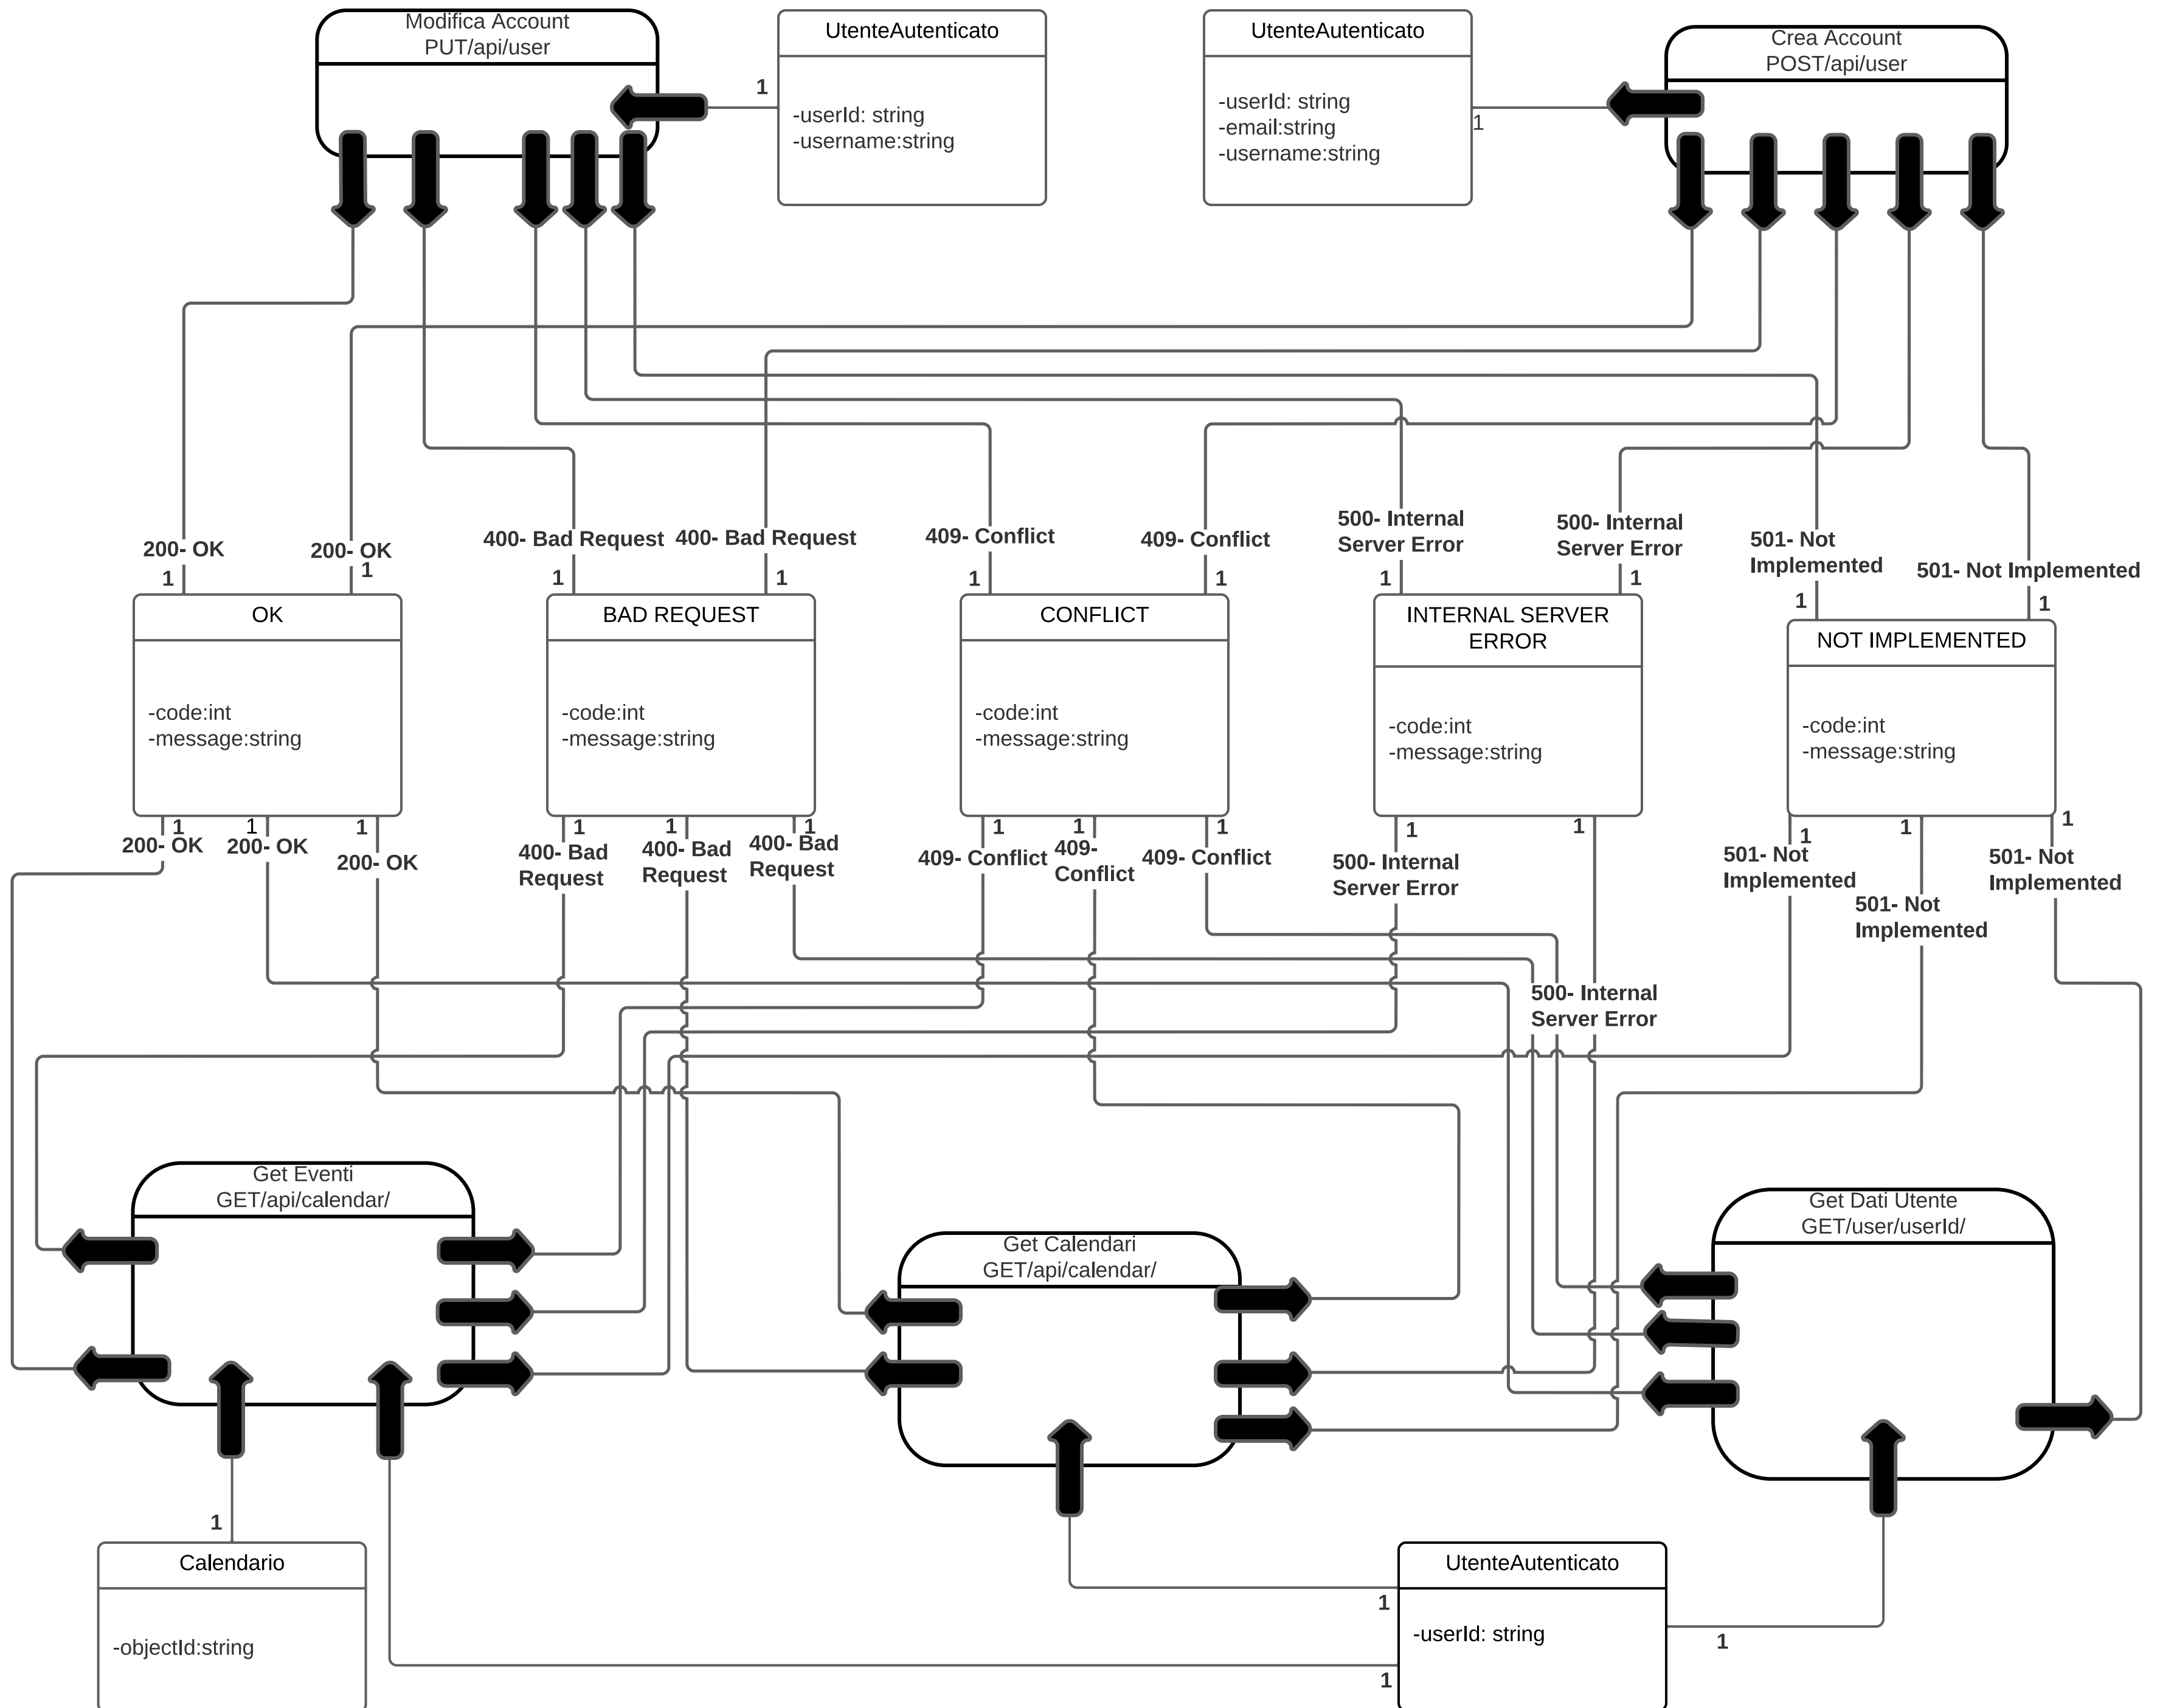 Modifica Account
PUT/api/user
UtenteAutenticato
-userId: string
-username:string
1
UtenteAutenticato
-userId: string
-email:string
-username:string
1
Crea Account
POST/api/user
200- OK
1
200- OK
1
400- Bad Request
1
400- Bad Request
1
409- Conflict
1
409- Conflict
1
500- Internal
Server Error
1
500- Internal
Server Error
1
501- Not
Implemented
1
501- Not Implemented
1
OK
-code:int
-message:string
BAD REQUEST
-code:int
-message:string
CONFLICT
-code:int
-message:string
INTERNAL SERVER
ERROR
-code:int
-message:string
NOT IMPLEMENTED
-code:int
-message:string
1
200- OK
1
200- OK
1
200- OK
1
400- Bad
Request
1
400- Bad
Request
1
400- Bad
Request
1
409- Conflict
1
409-
Conflict
1
409- Conflict
1
500- Internal
Server Error
1
500- Internal
Server Error
1
501- Not
Implemented
1
501- Not
Implemented
1
501- Not
Implemented
Get Eventi
GET/api/calendar/
Get Calendari
GET/api/calendar/
Get Dati Utente
GET/user/userId/
1
Calendario
-objectId:string
UtenteAutenticato
-userId: string
1
1
1